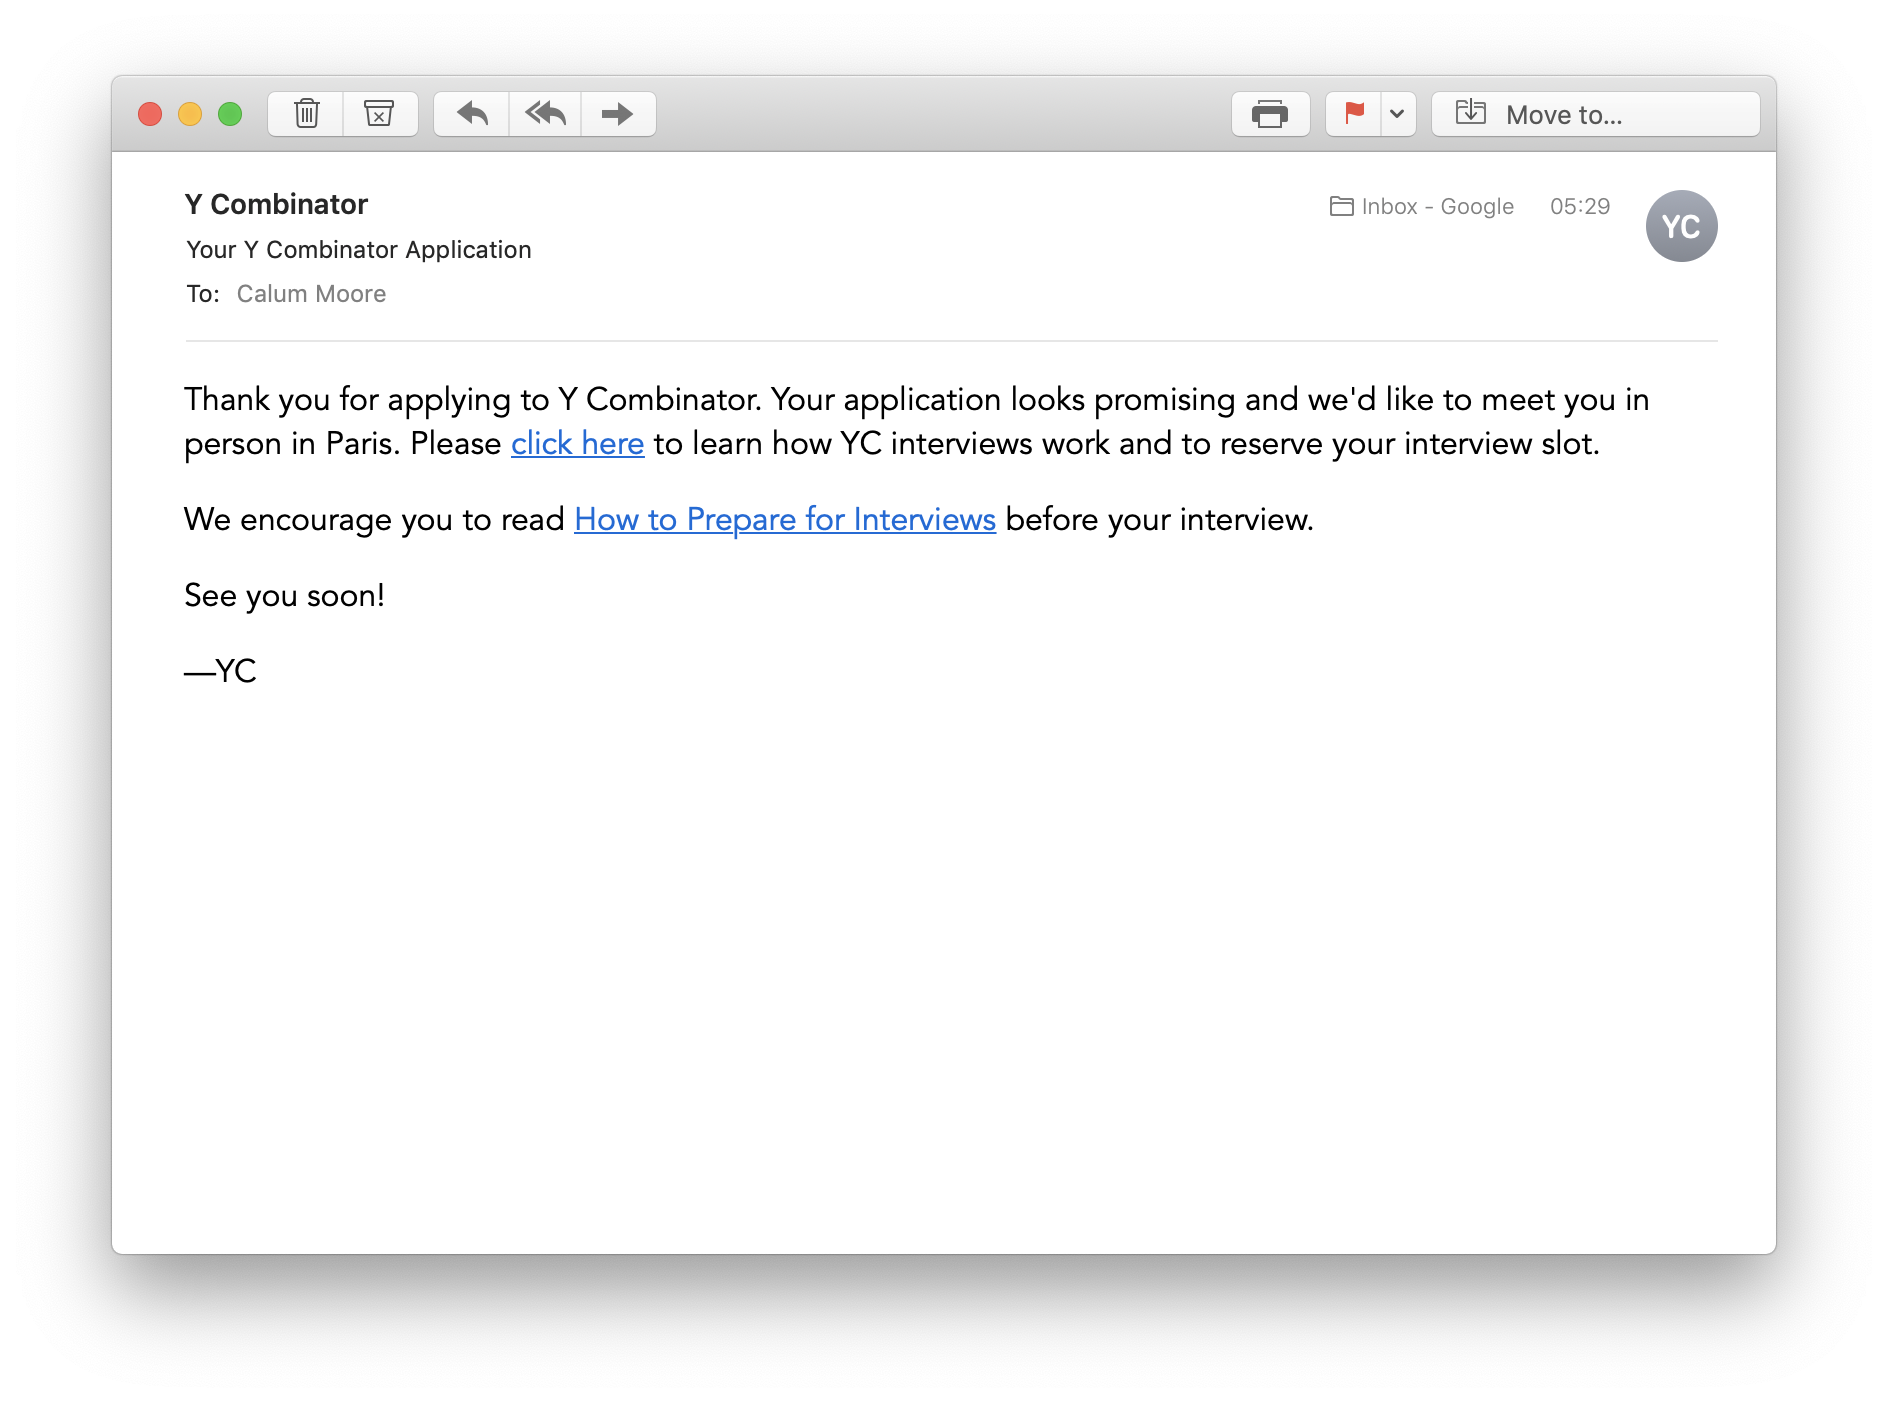 Move to...
Y Combinator
Inbox - Google 05:29
YC
Your Y Combinator Application
To: Calum Moore
Thank you for applying to Y Combinator. Your application looks promising and we'd like to meet you in
person in Paris. Please click here to learn how YC interviews work and to reserve your interview slot.
We encourage you to read How to Prepare for Interviews before your interview.
See you soon!
—YC